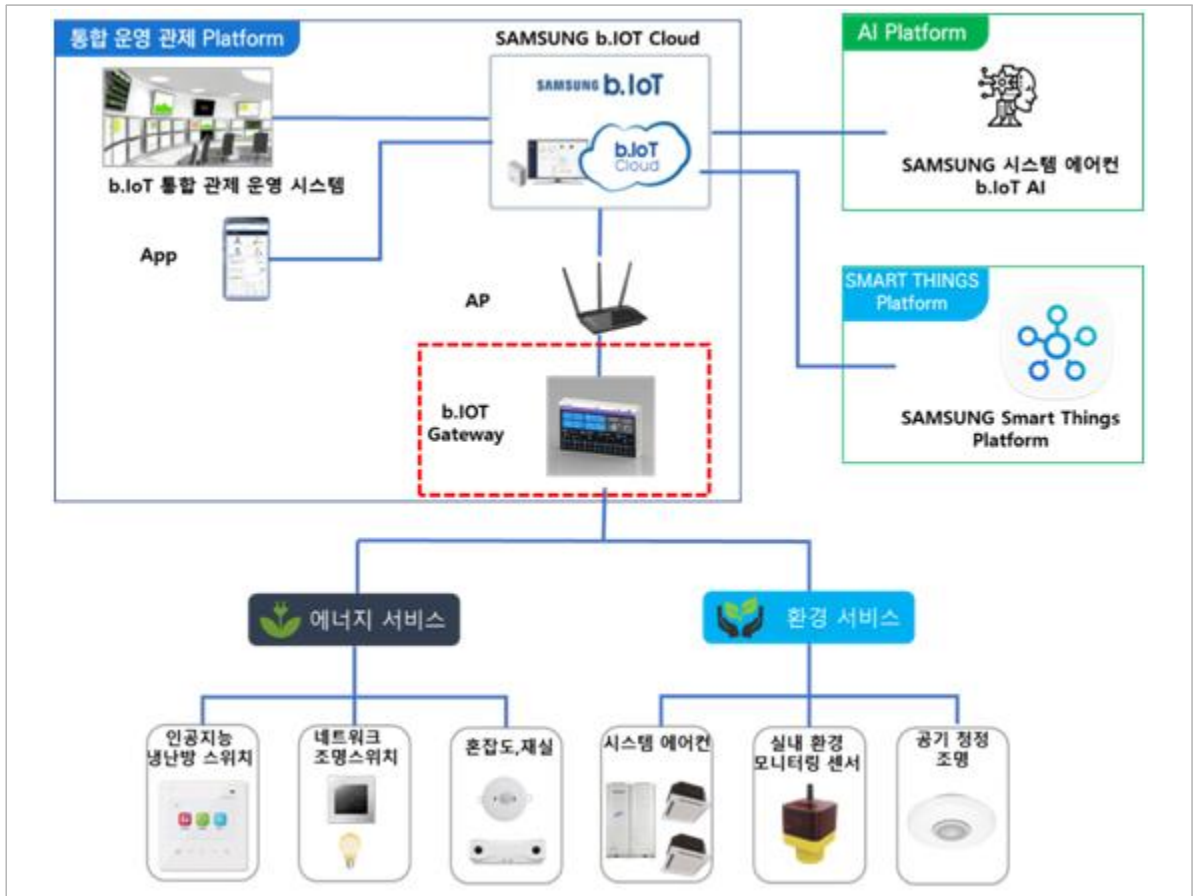 통합 운영 관제 Platform
SAMSUNG b.IOT Cloud
SAMSUNG b.IoT
b.IoT
Cloud
b.IoT 통합 관제 운영 시스템
App
AP
b.IOT
Gateway
AI Platform
SAMSUNG 시스템 에어컨
b.IoT AI
SMART THINGS
Platform
SAMSUNG Smart Things
Platform
에너지 서비스
환경 서비스
인공지능
냉난방 스위치
네트워크
조명스위치
혼잡도,재실
시스템 에어컨
실내 환경
모니터링 센서
공기 청정
조명